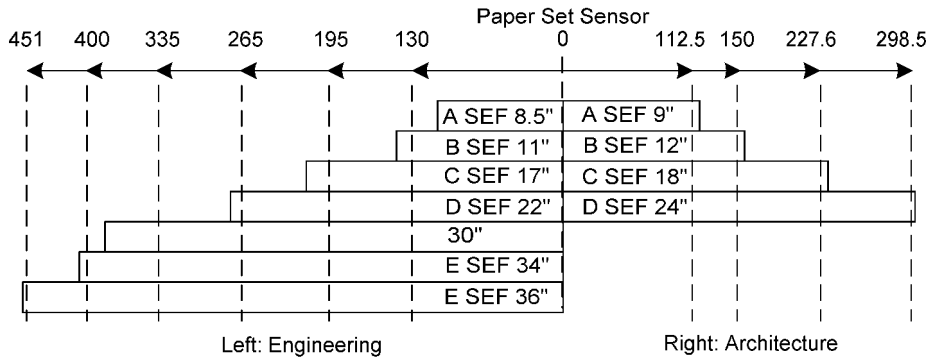 Paper Set Sensor
451 400 335 265 195 130 0 112.5 150 227.6 298.5
A SEF 8.5" A SEF 9"
B SEF 11" B SEF 12"
C SEF 17" C SEF 18"
D SEF 22" D SEF 24"
30"
E SEF 34"
E SEF 36"
Left: Engineering Right: Architecture